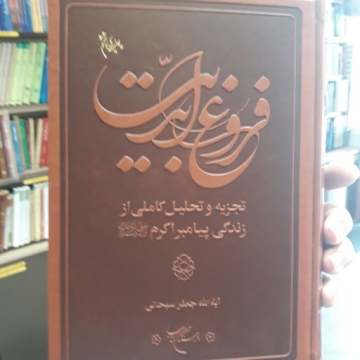 فروغ ابدیت
تجزیه و تحلیل کاملی از
زندگی پیامبر اکرم
آیة الله جعفر سبحانی